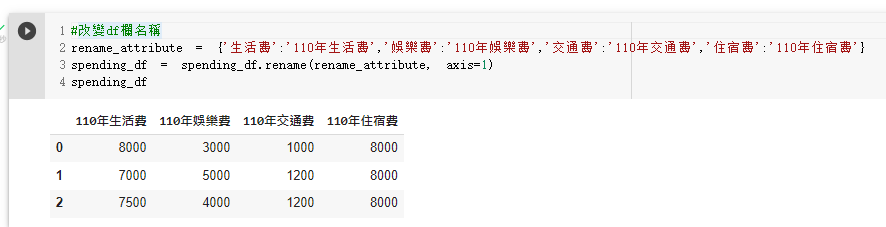 1 #改變df欄名稱
2 rename_attribute = {'生活費':'110年生活費','娛樂費':'110年娛樂費','交通費':'110年交通費','住宿費':'110年住宿費'}
3 spending_df = spending_df.rename(rename_attribute, axis=1)
4 spending_df
110年生活費 110年娛樂費 110年交通費 110年住宿費
0 8000 3000 1000 8000
1 7000 5000 1200 8000
2 7500 4000 1200 8000